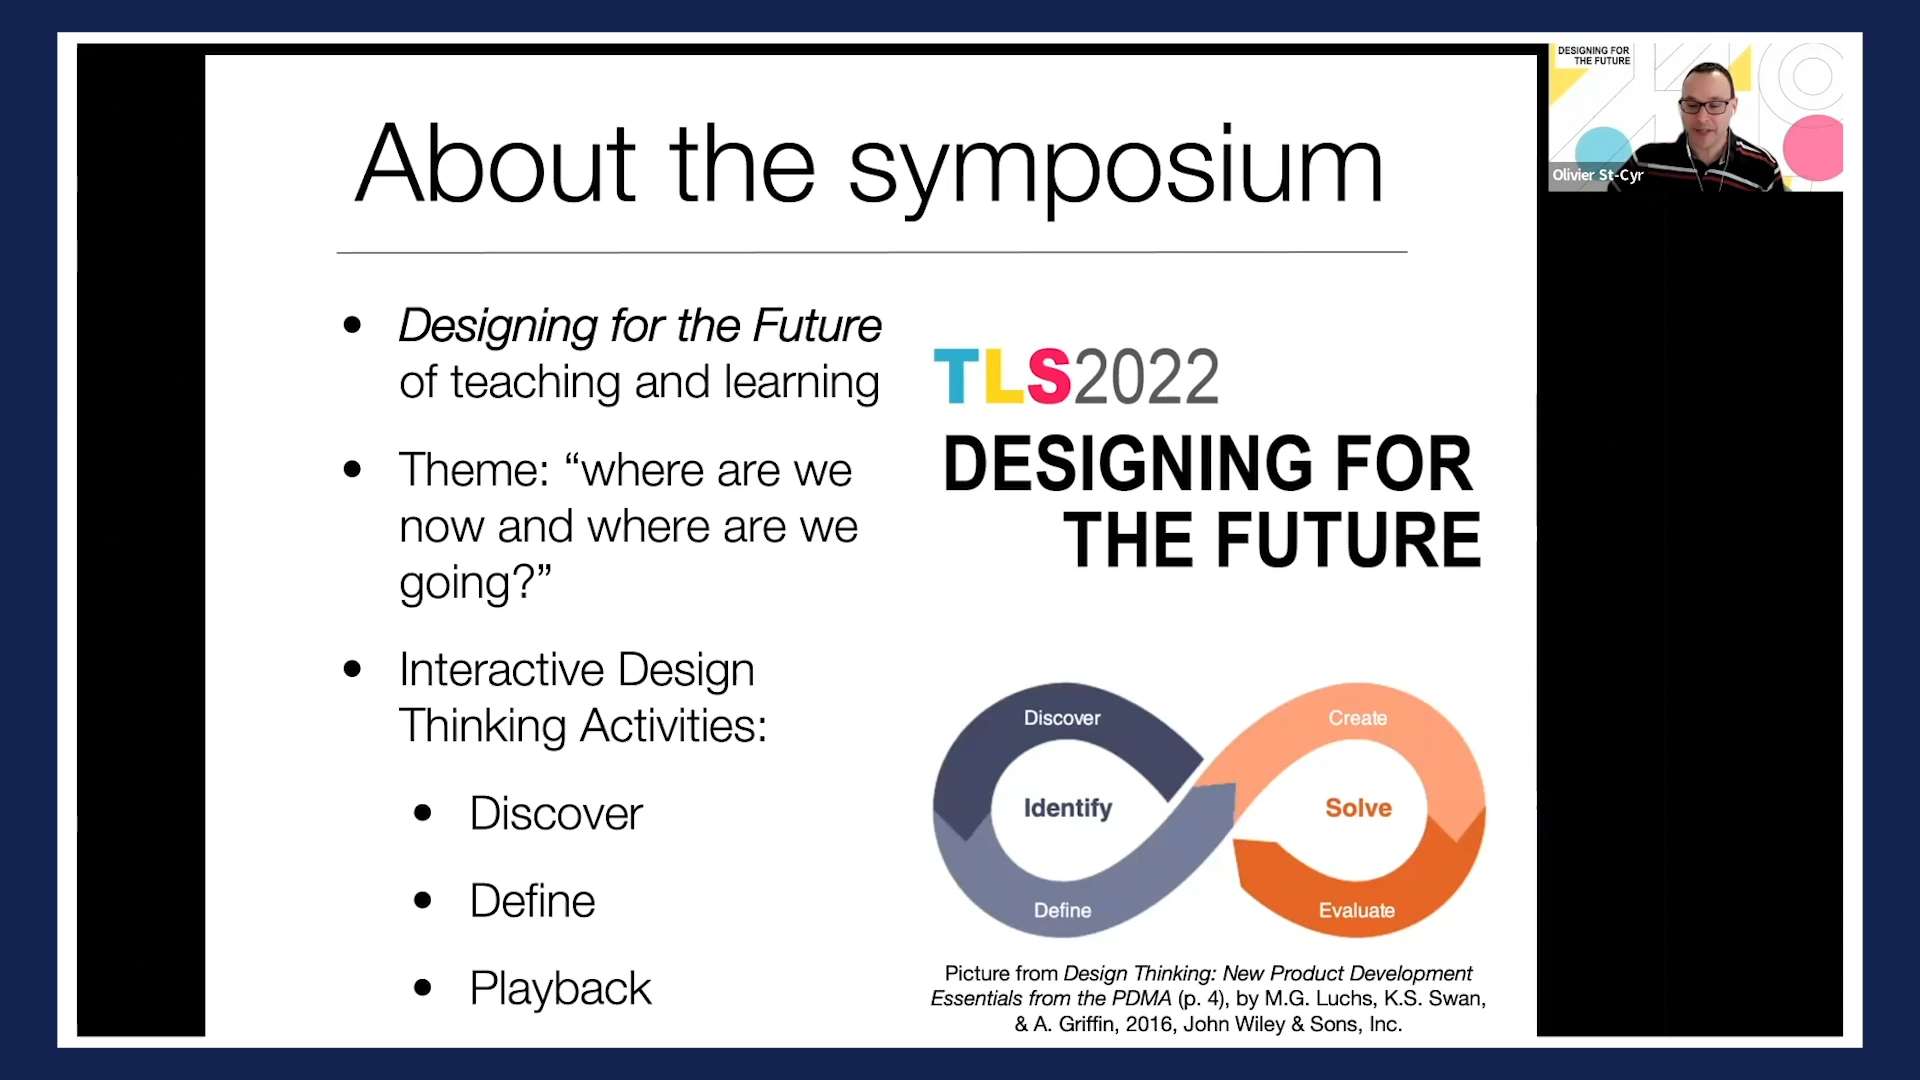 About the symposium
• Designing for the Future
of teaching and learning
• Theme: “where are we
now and where are we
going?”
• Interactive Design
Thinking Activities:
• Discover
• Define
• Playback
TLS2022
DESIGNING FOR
THE FUTURE
Discover
Create
Identify
Solve
Define
Evaluate
Picture from Design Thinking: New Product Development
Essentials from the PDMA (p. 4), by M.G. Luchs, K.S. Swan,
& A. Griffin, 2016, John Wiley & Sons, Inc.
DESIGNING FOR
THE FUTURE
Olivier St-Cyr